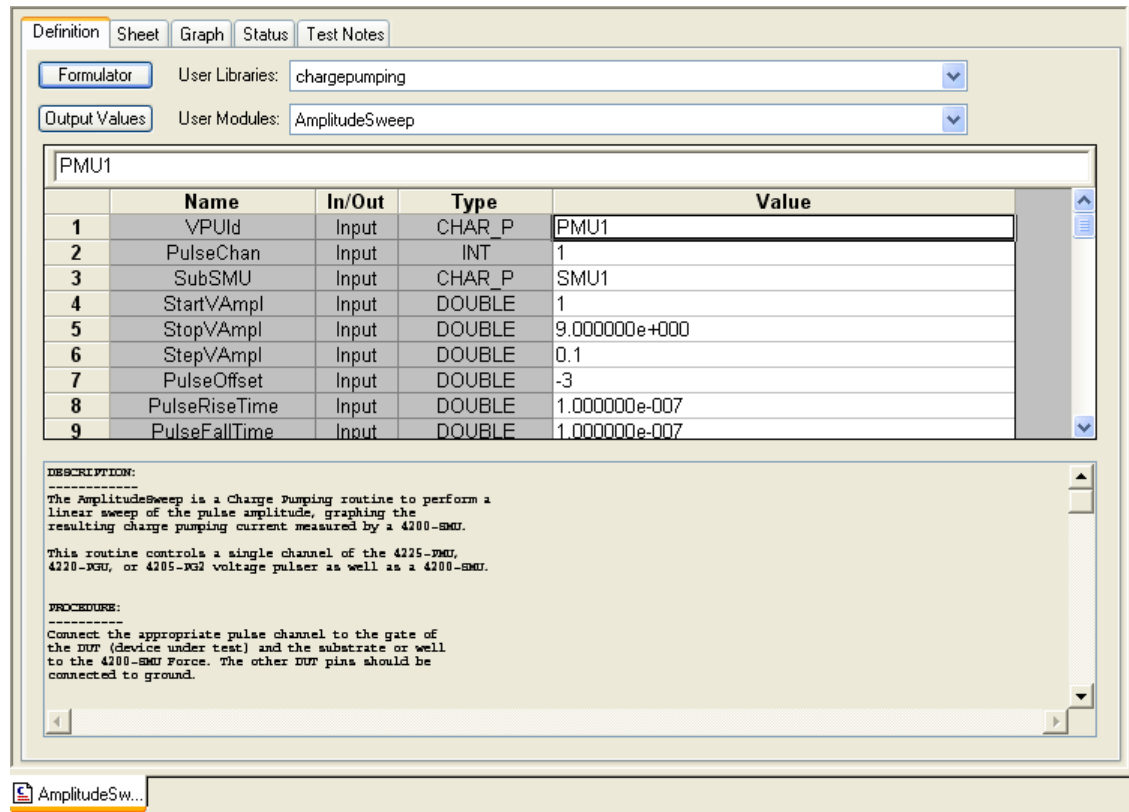 Definition Sheet Graph Status Test Notes
Formulator User Libraries: chargepumping
Output Values User Modules: AmplitudeSweep
PMU1
Name In/Out Type Value
1 VPUId Input CHAR_P PMU1
2 PulseChan Input INT 1
3 SubSMU Input CHAR_P SMU1
4 StartVAmpl Input DOUBLE 1
5 StopVAmpl Input DOUBLE 9.000000e+000
6 StepVAmpl Input DOUBLE 0.1
7 PulseOffset Input DOUBLE -3
8 PulseRiseTime Input DOUBLE 1.000000e-007
9 PulseFallTime Input DOUBLE 1.000000e-007
DESCRIPTION:
------------
The AmplitudeSweep is a Charge Pumping routine to perform a
linear sweep of the pulse amplitude, graphing the
resulting charge pumping current measured by a 4200-SMU.
This routine controls a single channel of the 4225-PMU,
4220-PGU, or 4205-PG2 voltage pulser as well as a 4200-SMU.
PROCEDURE:
----------
Connect the appropriate pulse channel to the gate of
the DUT (device under test) and the substrate or well
to the 4200-SMU Force. The other DUT pins should be
connected to ground.
AmplitudeSw...